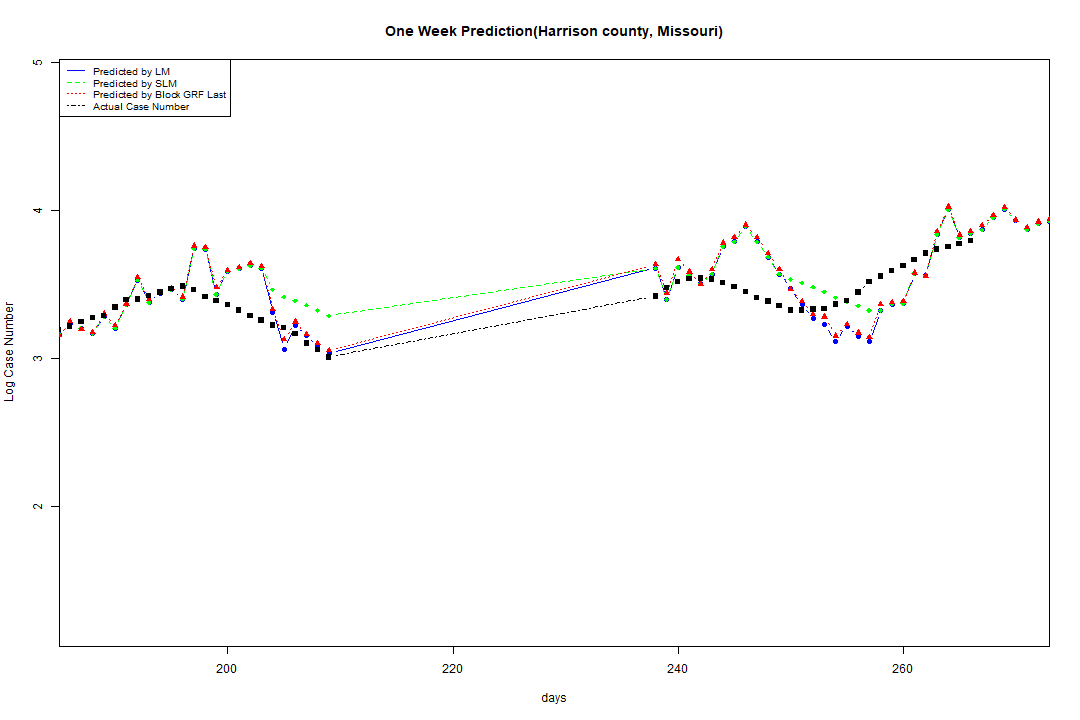 One Week Prediction(Harrison county, Missouri)
Predicted by LM
Predicted by SLM
Predicted by Block GRF Last
Actual Case Number
5
4
3
2
Log Case Number
200 220 240 260
days